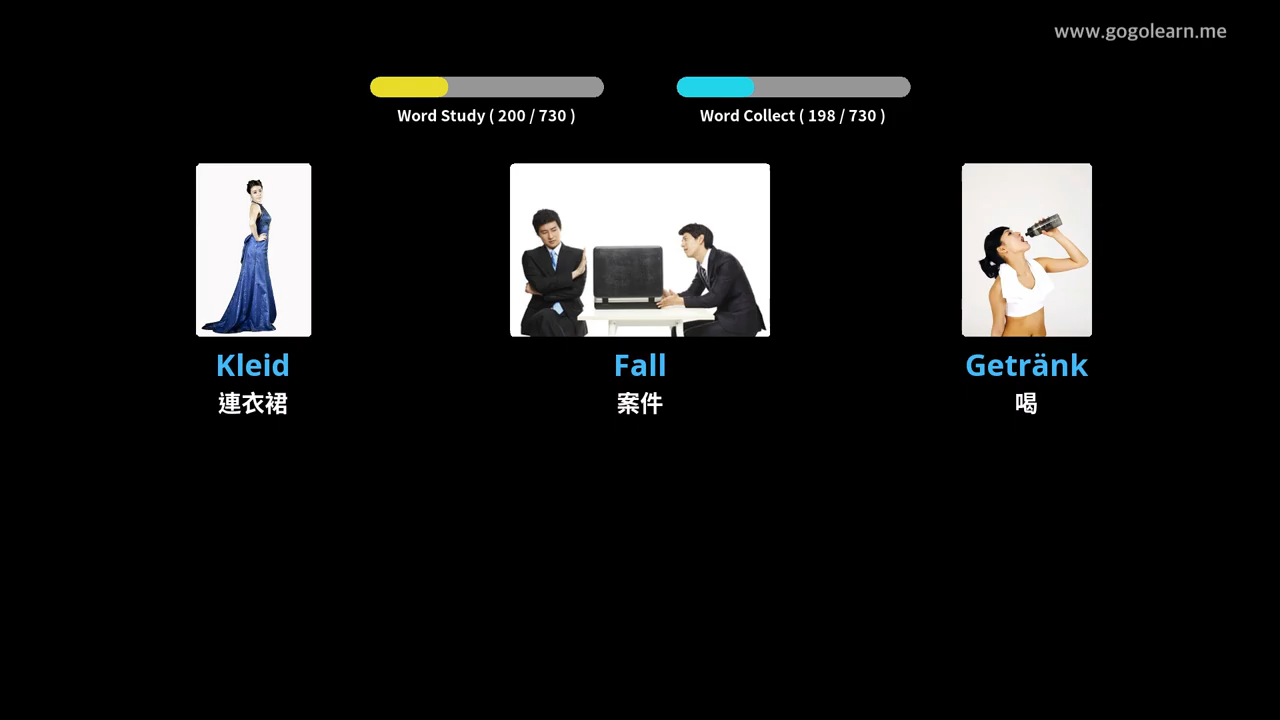 www.gogolearn.me
Word Study ( 200 / 730 )
Word Collect ( 198 / 730 )
Kleid
Fall
Getränk
連衣裙
案件
喝